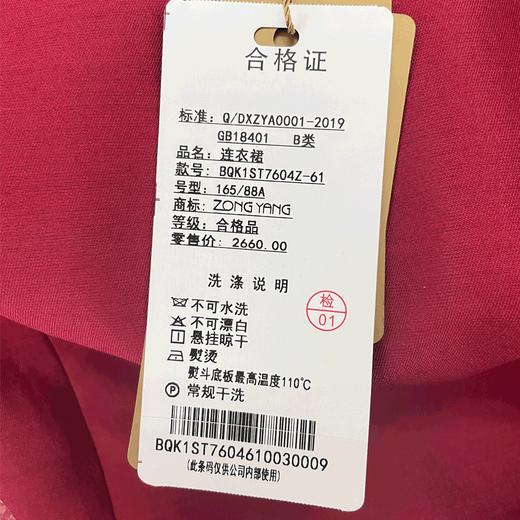 合格证
标准: Q/DXZYA0001-2019
GB18401 B类
品名: 连衣裙
款号: BQK1ST7604Z-61
号型: 165/88A
商标: ZONGYANG
等级: 合格品
零售价: 2660.00
洗涤说明
不可水洗
不可漂白
悬挂晾干
熨烫
熨斗底板最高温度110℃
P 常规干洗
检
01
BQK1ST7604610030009
(此条码仅供公司内部使用)